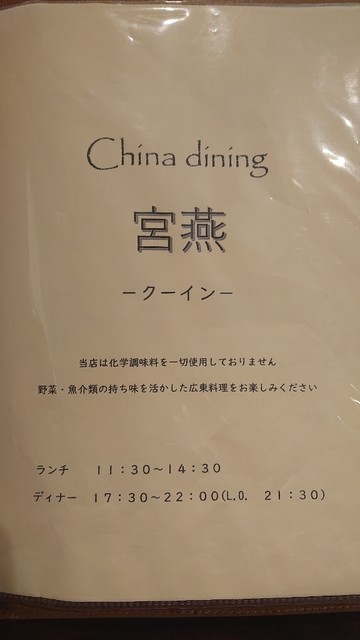 China dining
宮燕
ークーインー
当店は化学調味料を一切使用しておりません
野菜・魚介類の持ち味を活かした広東料理をお楽しみください
ランチ　１１：３０～１４：３０
ディナー　１７：３０～２２：００(L.O.　２１：３０)